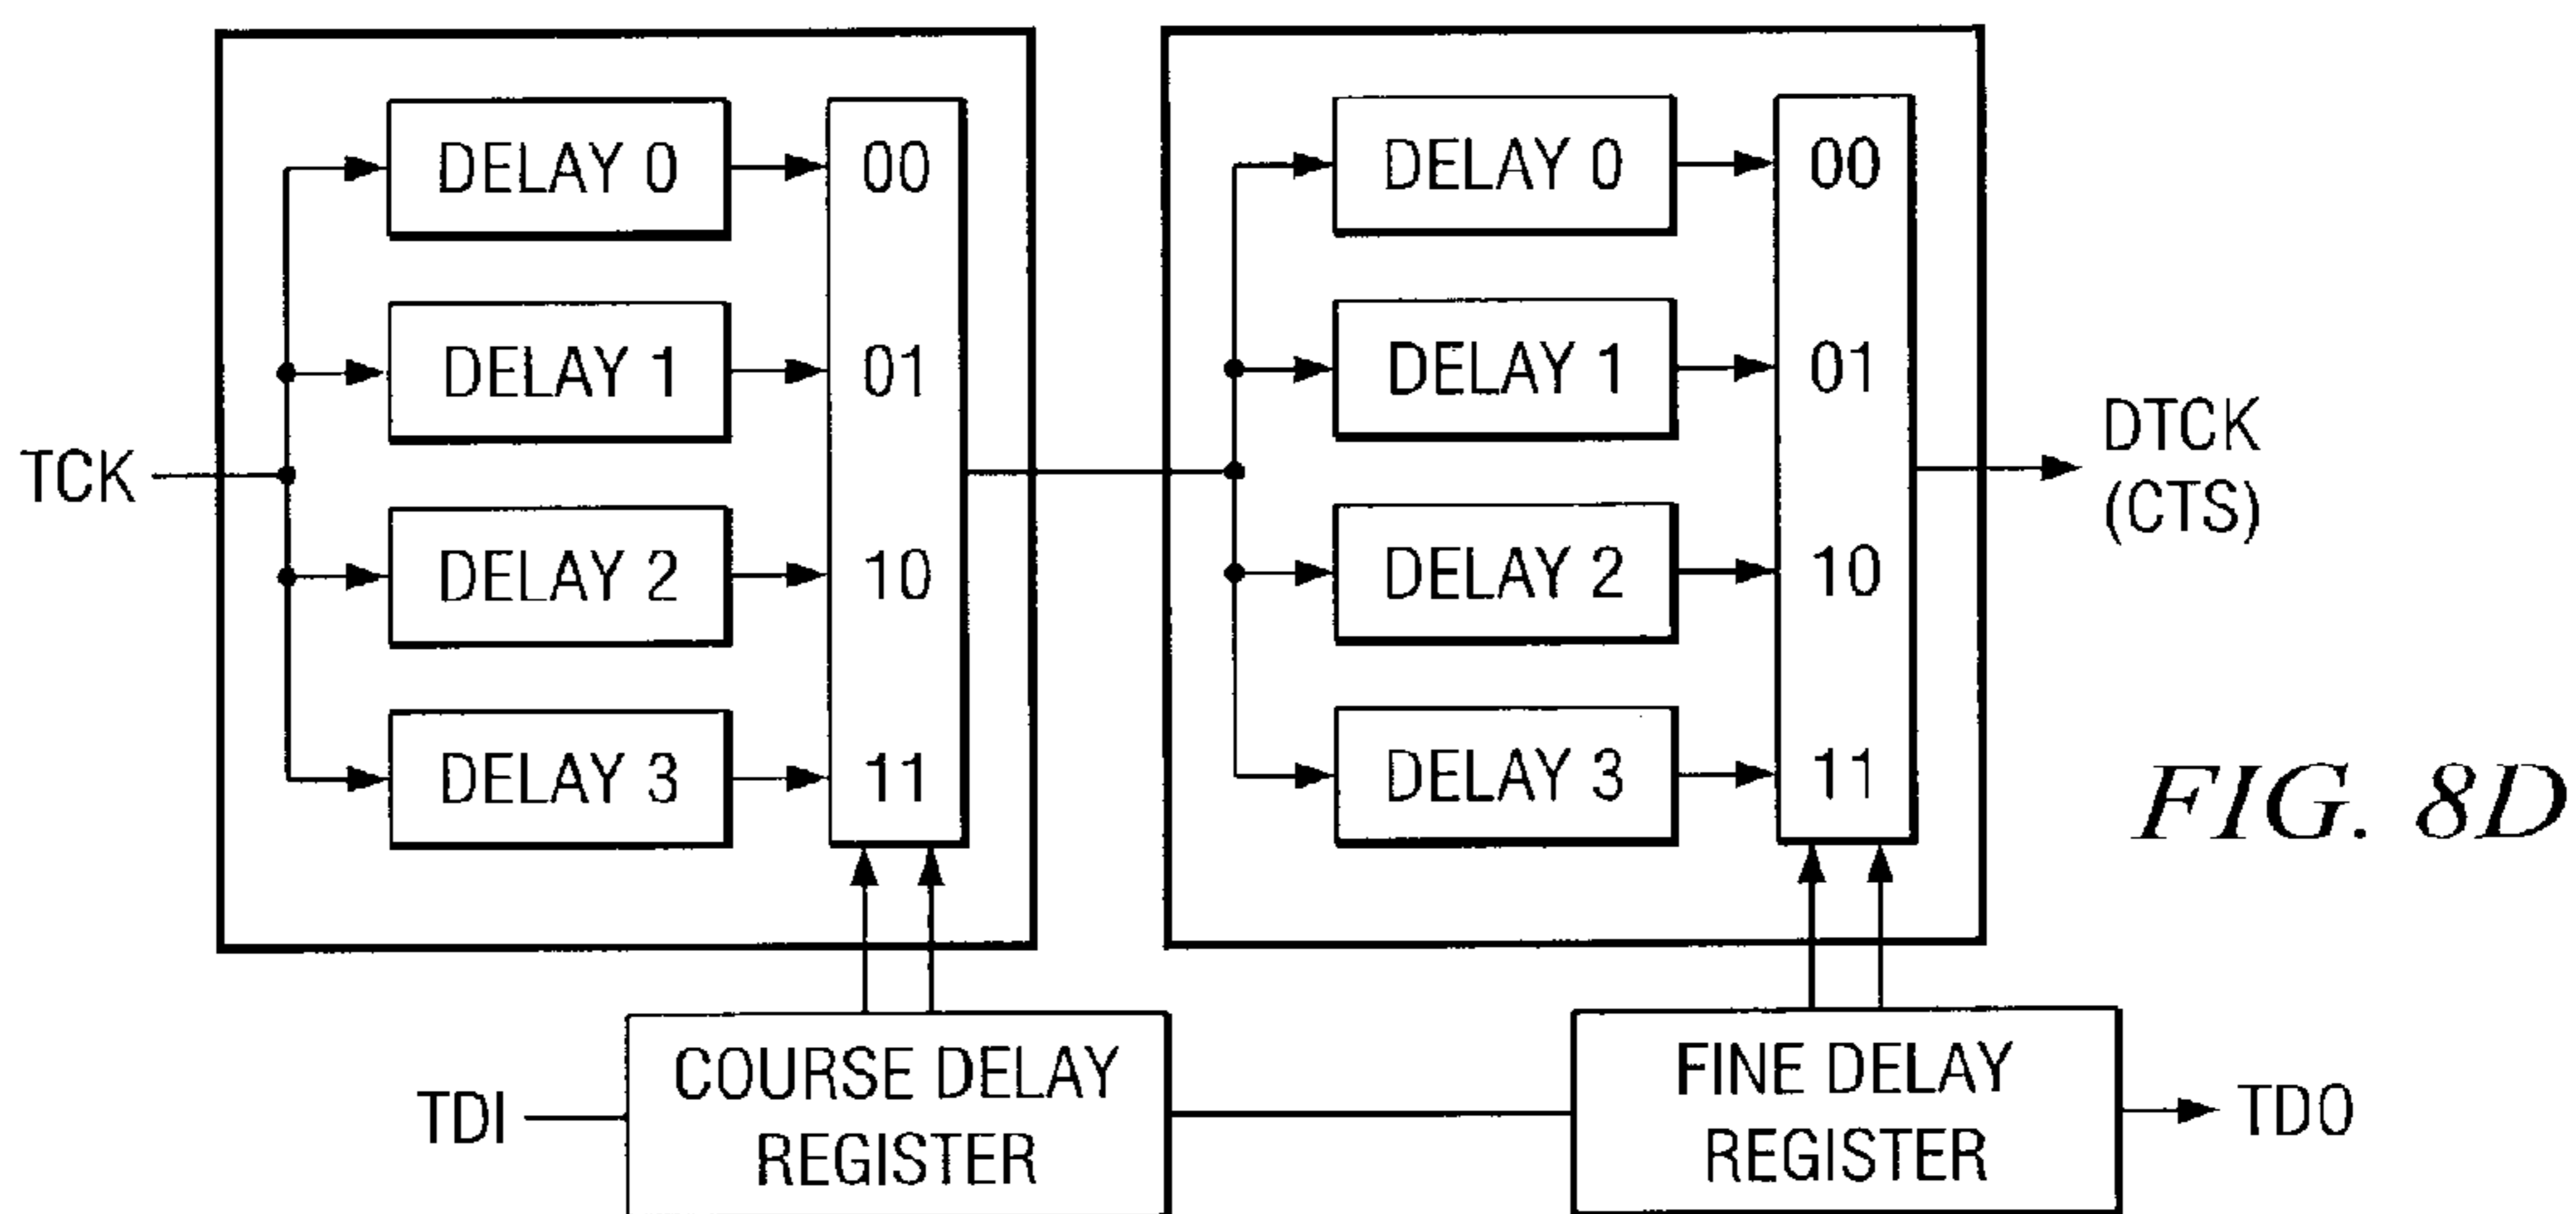 TCK
DELAY 0
DELAY 1
DELAY 2
DELAY 3
00
01
10
11
DELAY 0
DELAY 1
DELAY 2
DELAY 3
00
01
10
11
DTCK
(CTS)
TDI
COURSE DELAY
REGISTER
FINE DELAY
REGISTER
TDO
FIG. 8D